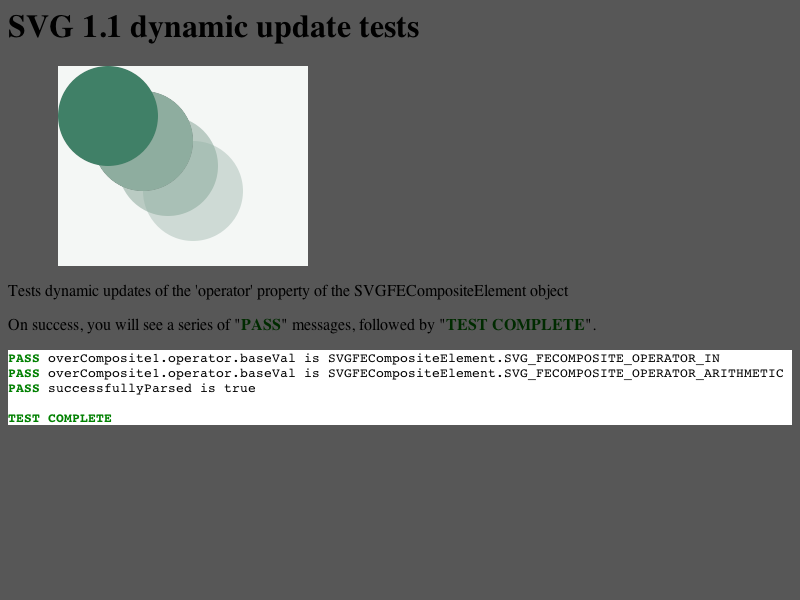 SVG 1.1 dynamic update tests
Tests dynamic updates of the 'operator' property of the SVGFECompositeElement object
On success, you will see a series of "PASS" messages, followed by "TEST COMPLETE".
PASS overComposite1.operator.baseVal is SVGFECompositeElement.SVG_FECOMPOSITE_OPERATOR_IN
PASS overComposite1.operator.baseVal is SVGFECompositeElement.SVG_FECOMPOSITE_OPERATOR_ARITHMETIC
PASS successfullyParsed is true
TEST COMPLETE